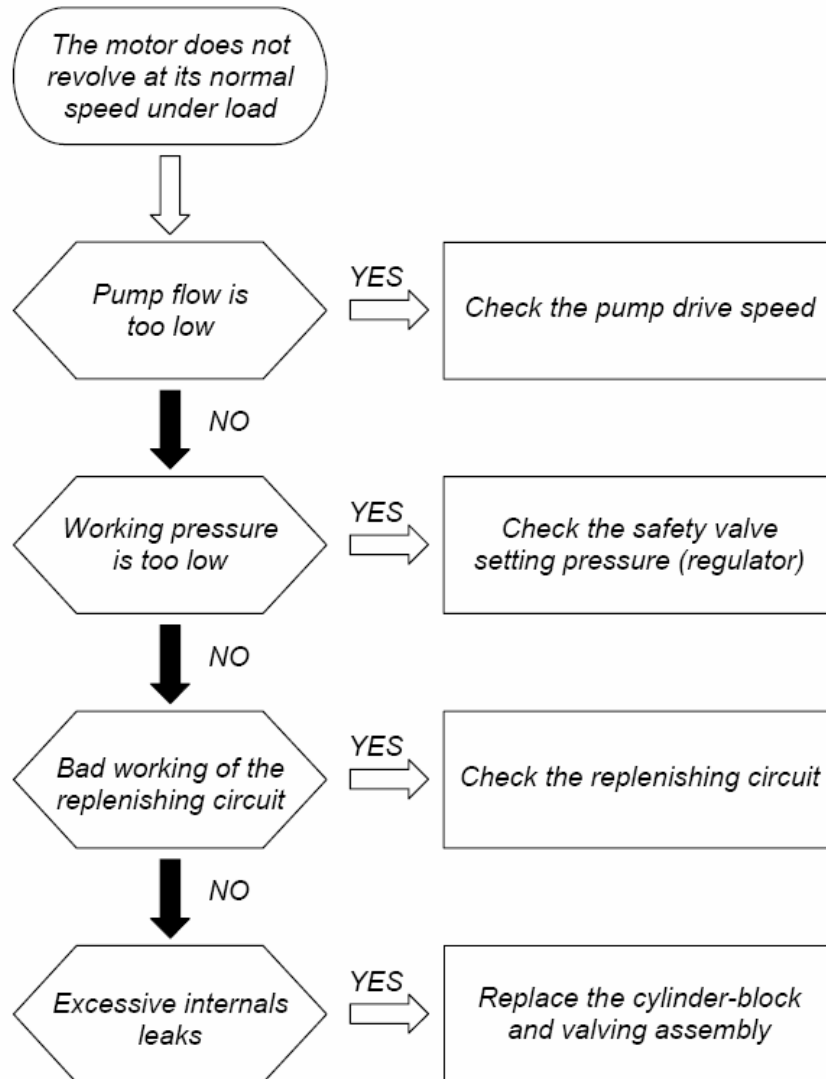 The motor does not
revolve at its normal
speed under load
Pump flow is
too low
YES
Check the pump drive speed
NO
Working pressure
is too low
YES
Check the safety valve
setting pressure (regulator)
NO
Bad working of the
replenishing circuit
YES
Check the replenishing circuit
NO
Excessive internals
leaks
YES
Replace the cylinder-block
and valving assembly